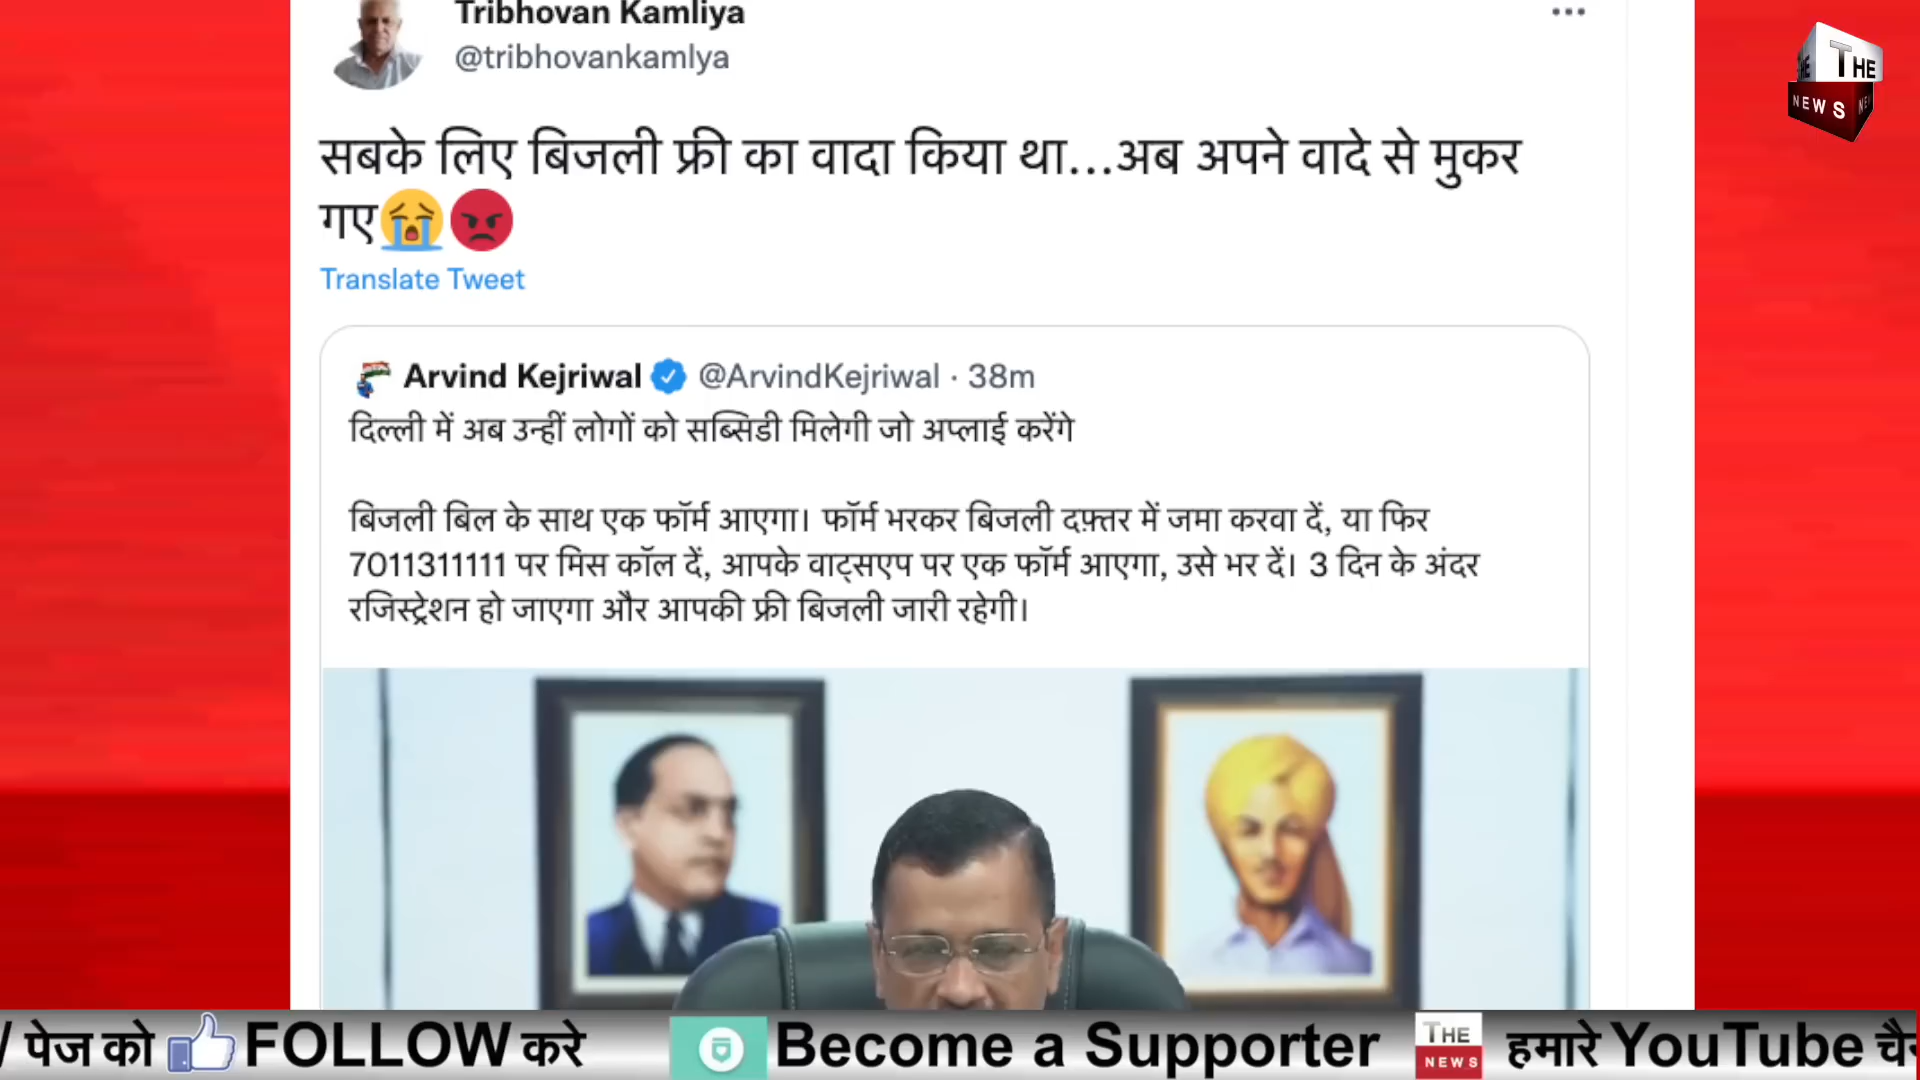 Tribhovan Kamliya
@tribhovankamlya
THE
NEWS
सबके लिए बिजली फ्री का वादा किया था...अब अपने वादे से मुकर
गए😭😡
Translate Tweet
Arvind Kejriwal @ArvindKejriwal · 38m
दिल्ली में अब उन्हीं लोगों को सब्सिडी मिलेगी जो अप्लाई करेंगे
बिजली बिल के साथ एक फॉर्म आएगा। फॉर्म भरकर बिजली दफ़्तर में जमा करवा दें, या फिर
7011311111 पर मिस कॉल दें, आपके वाट्सएप पर एक फॉर्म आएगा, उसे भर दें। 3 दिन के अंदर
रजिस्ट्रेशन हो जाएगा और आपकी फ्री बिजली जारी रहेगी।
/ पेज को FOLLOW करे Become a Supporter THE NEWS हमारे YouTube